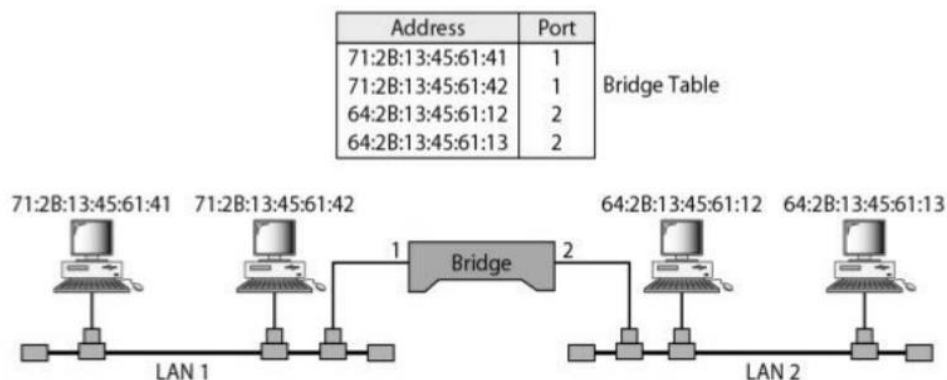 Address Port
71:2B:13:45:61:41 1
71:2B:13:45:61:42 1
64:2B:13:45:61:12 2
64:2B:13:45:61:13 2
Bridge Table
71:2B:13:45:61:41 71:2B:13:45:61:42 64:2B:13:45:61:12 64:2B:13:45:61:13
1 Bridge 2
LAN 1 LAN 2